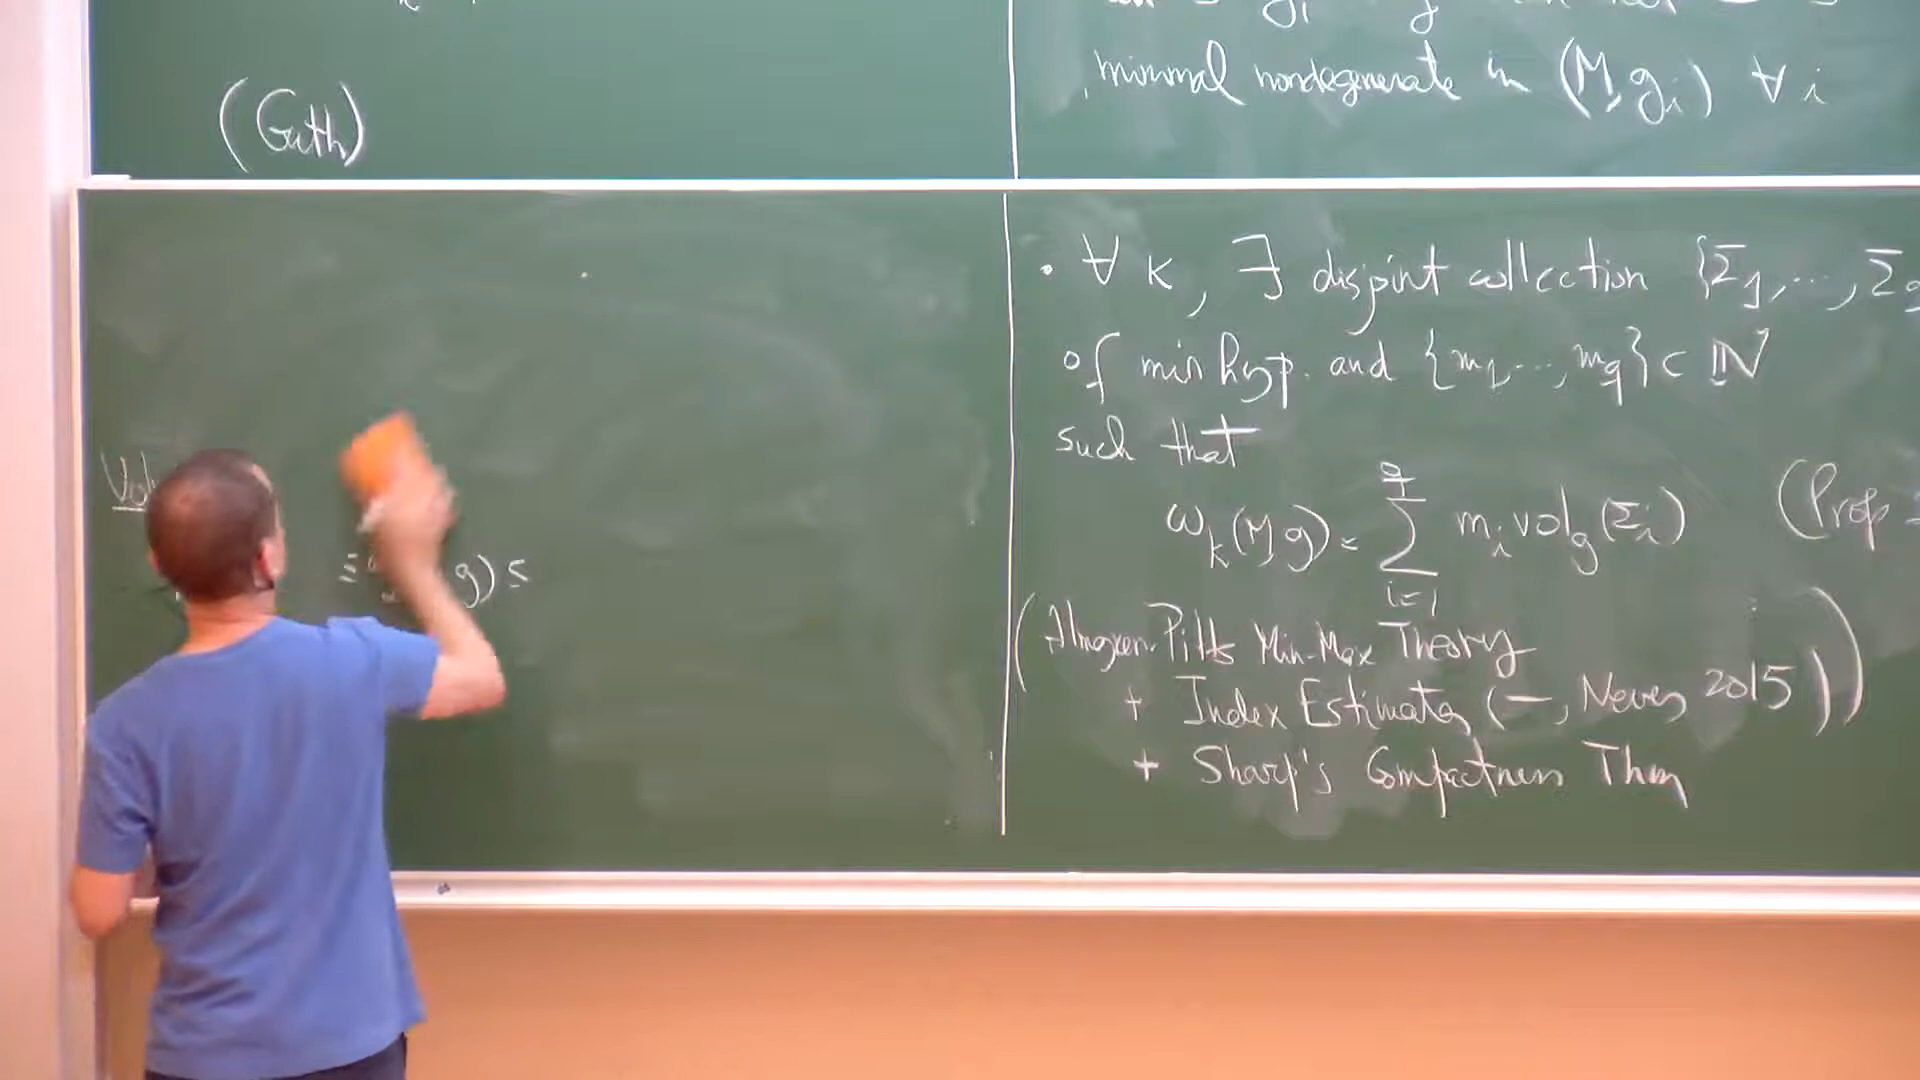 (Guth)
minimal nondegenerate in (M, gᵢ) ∀ i
g) ≤
• ∀ K, ∃ disjoint collection {Σ₁, ..., Σ
of min hyp. and {m₁, ..., m_q} ⊂ ℕ
such that
ω_k(M, g) = ∑_{i=1}^{q} mᵢ vol_g(Σᵢ) (Prop
(Almgren-Pitts Min-Max Theory
+ Index Estimates (—, Neves 2015))
+ Sharp's Compactness Thm